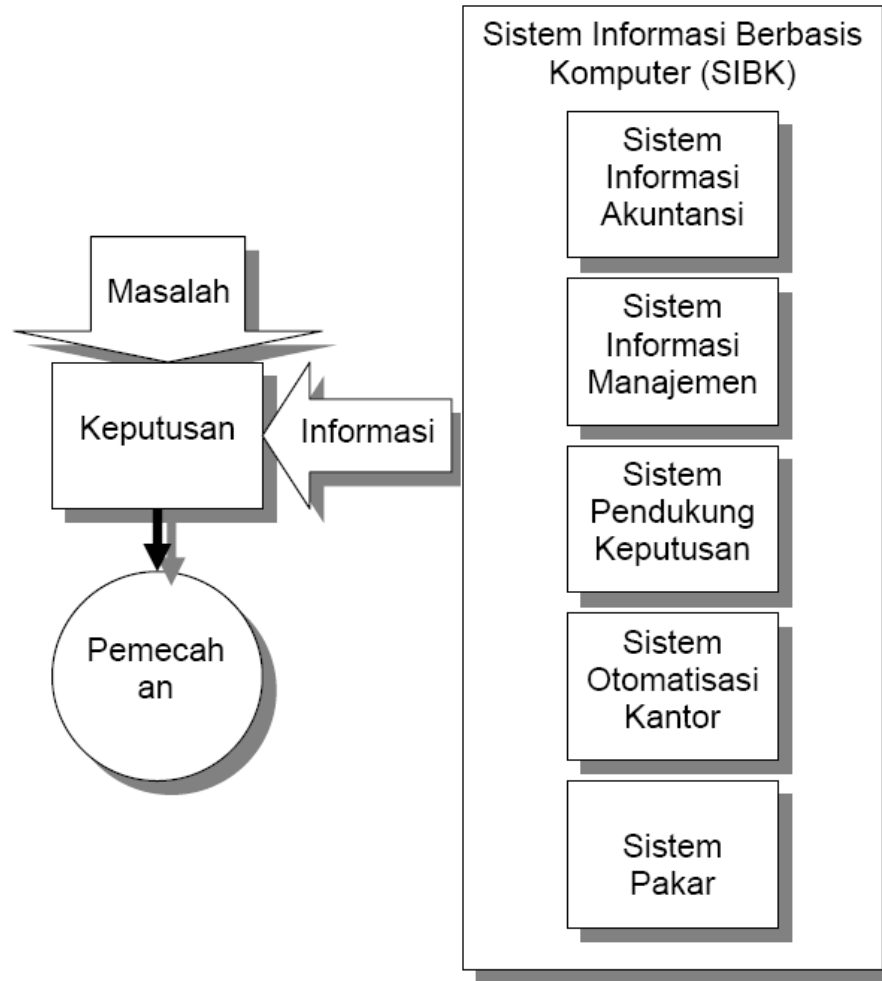 Sistem Informasi Berbasis
Komputer (SIBK)
Sistem
Informasi
Akuntansi
Masalah
Sistem
Informasi
Manajemen
Keputusan
Informasi
Sistem
Pendukung
Keputusan
Pemecah
an
Sistem
Otomatisasi
Kantor
Sistem
Pakar